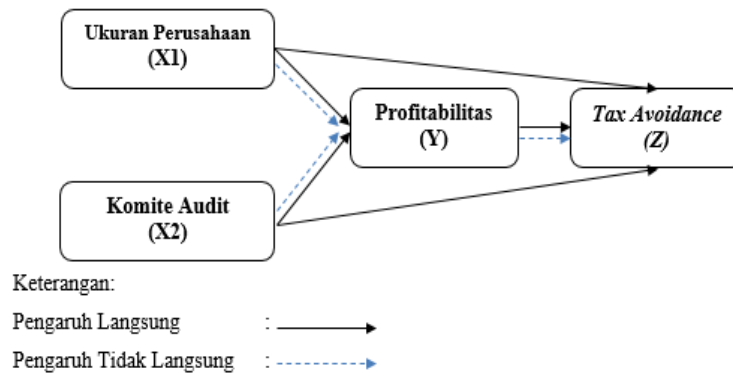 Ukuran Perusahaan
(X1)
Profitabilitas
(Y)
Tax Avoidance
(Z)
Komite Audit
(X2)
Keterangan:
Pengaruh Langsung :
Pengaruh Tidak Langsung :